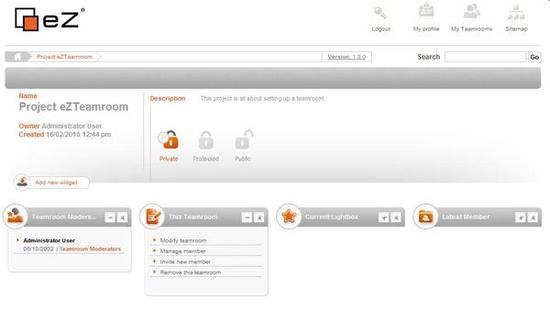 eZ®
Logout
My profile
My Teamrooms
Sitemap
Project eZTeamroom
Version: 1.3.0
Search
Go
Name
Project eZTeamroom
Owner Administrator User
Created 16/02/2010 12:44 pm
Description
This project is all about setting up a teamroom!
Private
Protected
Public
Add new widget
Teamroom Modera...
Administrator User
06/10/2002 | Teamroom Moderators
This Teamroom
Modify teamroom
Manage member
Invite new member
Remove this teamroom
Current Lightbox
Latest Member